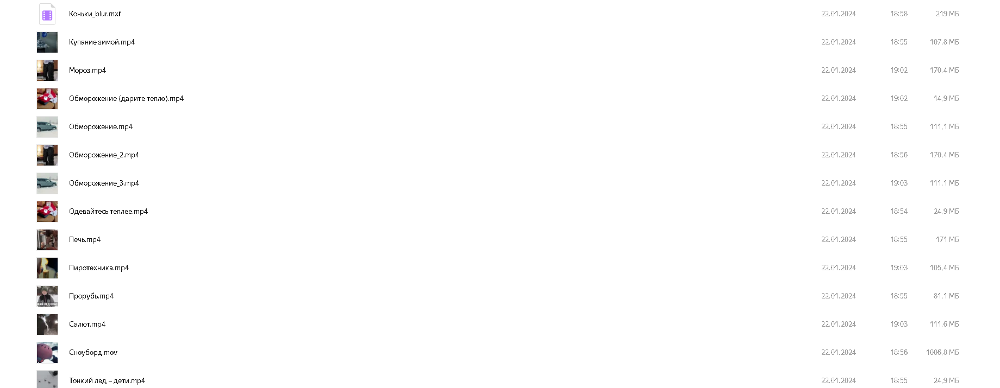 Коньки_blur.mxf 22.01.2024 18:58 219 МБ
Купание зимой.mp4 22.01.2024 18:55 107,8 МБ
Мороз.mp4 22.01.2024 19:02 170,4 МБ
Обморожение (дарите тепло).mp4 22.01.2024 19:02 14,9 МБ
Обморожение.mp4 22.01.2024 18:55 111,1 МБ
Обморожение_2.mp4 22.01.2024 18:56 170,4 МБ
Обморожение_3.mp4 22.01.2024 19:03 111,1 МБ
Одевайтесь теплее.mp4 22.01.2024 18:54 24,9 МБ
Печь.mp4 22.01.2024 18:55 171 МБ
Пиротехника.mp4 22.01.2024 19:03 105,4 МБ
Прорубь.mp4 22.01.2024 18:55 81,1 МБ
Салют.mp4 22.01.2024 19:03 111,6 МБ
Сноуборд.mov 22.01.2024 18:56 1006,8 МБ
Тонкий лед – дети.mp4 22.01.2024 18:55 24,9 МБ